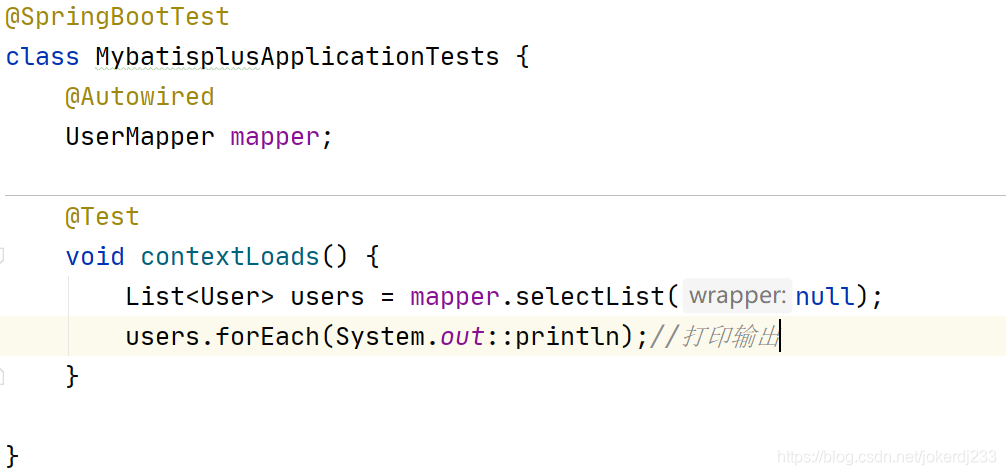 @SpringBootTest
class MybatisplusApplicationTests {
@Autowired
UserMapper mapper;
@Test
void contextLoads() {
List<User> users = mapper.selectList( wrapper: null);
users.forEach(System.out::println);//打印输出
}
}
https://blog.csdn.net/jokerdj233